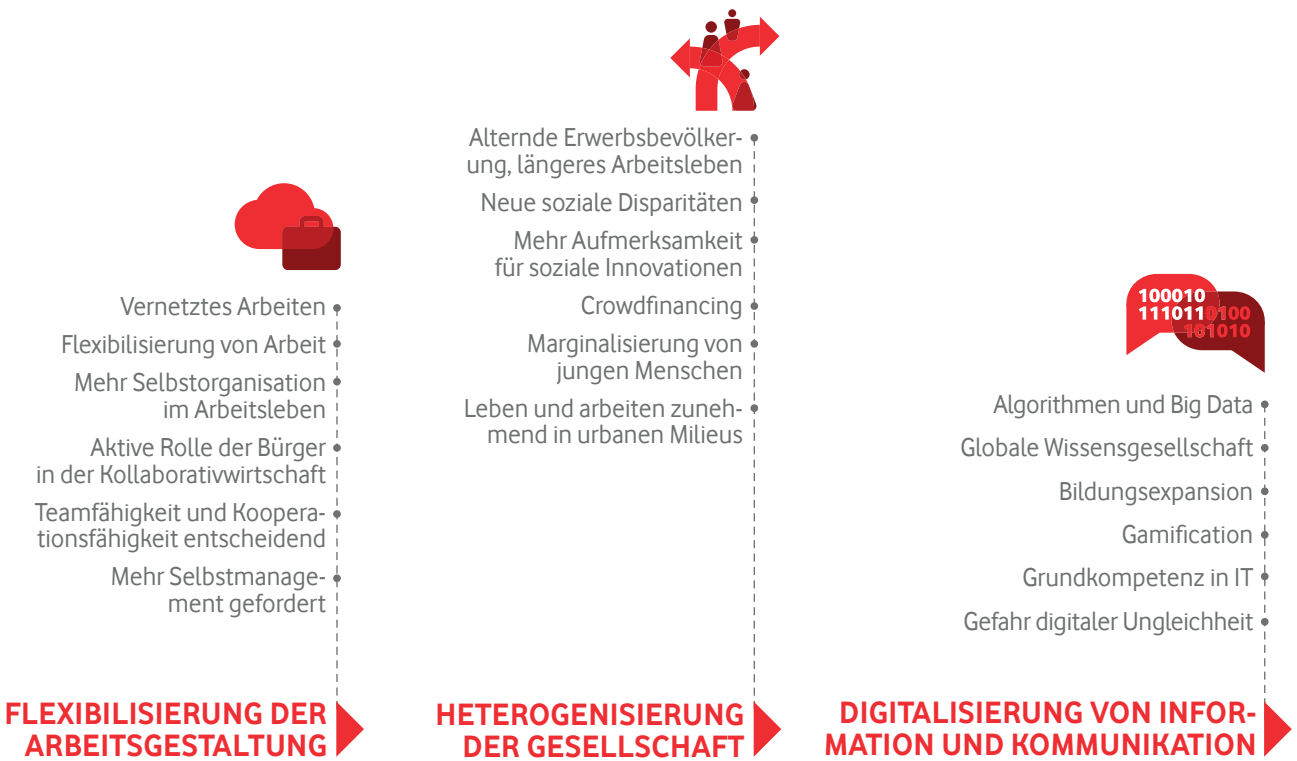 Vernetztes Arbeiten
Flexibilisierung von Arbeit
Mehr Selbstorganisation
im Arbeitsleben
Aktive Rolle der Bürger
in der Kollaborativwirtschaft
Teamfähigkeit und Koopera-
tionsfähigkeit entscheidend
Mehr Selbstmanage-
ment gefordert
FLEXIBILISIERUNG DER
ARBEITSGESTALTUNG
Alternde Erwerbsbevölker-
ung, längeres Arbeitsleben
Neue soziale Disparitäten
Mehr Aufmerksamkeit
für soziale Innovationen
Crowdfinancing
Marginalisierung von
jungen Menschen
Leben und arbeiten zuneh-
mend in urbanen Milieus
HETEROGENISIERUNG
DER GESELLSCHAFT
100010
1110110100
101010
Algorithmen und Big Data
Globale Wissensgesellschaft
Bildungsexpansion
Gamification
Grundkompetenz in IT
Gefahr digitaler Ungleichheit
DIGITALISIERUNG VON INFOR-
MATION UND KOMMUNIKATION